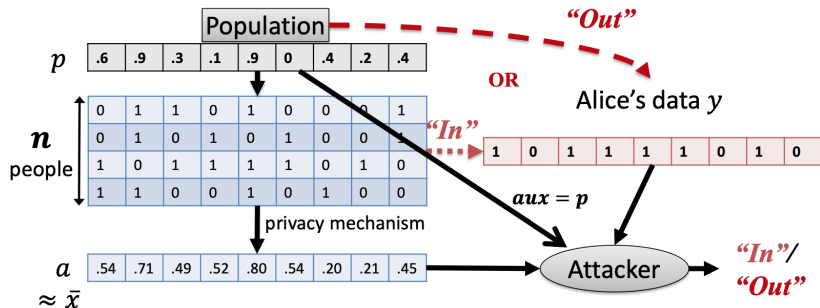 Population
"Out"
p .6 .9 .3 .1 .9 0 .4 .2 .4
OR
Alice's data y
n
people
0 1 1 0 1 0 0 0 1
0 1 0 1 0 1 0 0 1
1 0 1 1 1 1 0 1 0
1 1 0 0 1 0 1 0 0
"In"
1 0 1 1 1 1 0 1 0
aux = p
privacy mechanism
a .54 .71 .49 .52 .80 .54 .20 .21 .45
≈ x̄
Attacker
"In"/
"Out"